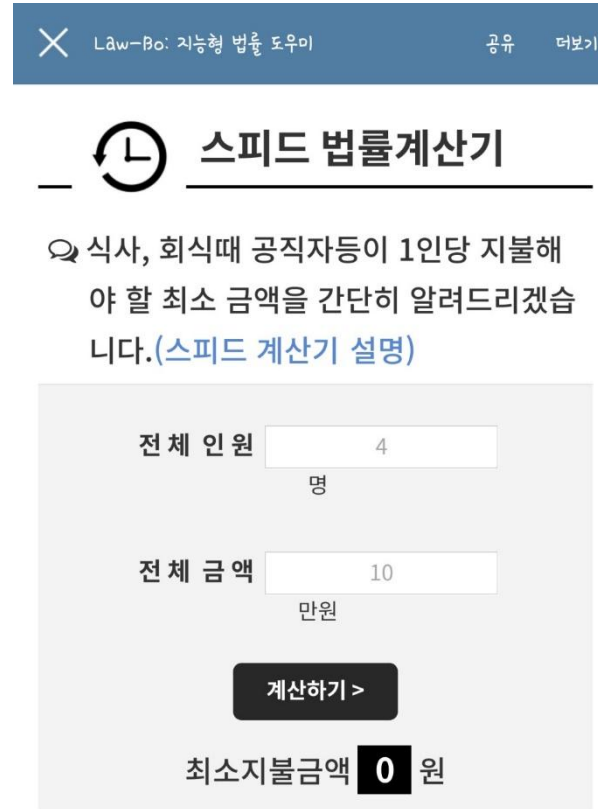 Law-Bo: 지능형 법률 도우미 공유 더보기
스피드 법률계산기
식사, 회식때 공직자등이 1인당 지불해
야 할 최소 금액을 간단히 알려드리겠습
니다.(스피드 계산기 설명)
전체 인원 4
명
전체 금액 10
만원
계산하기 >
최소지불금액 0 원